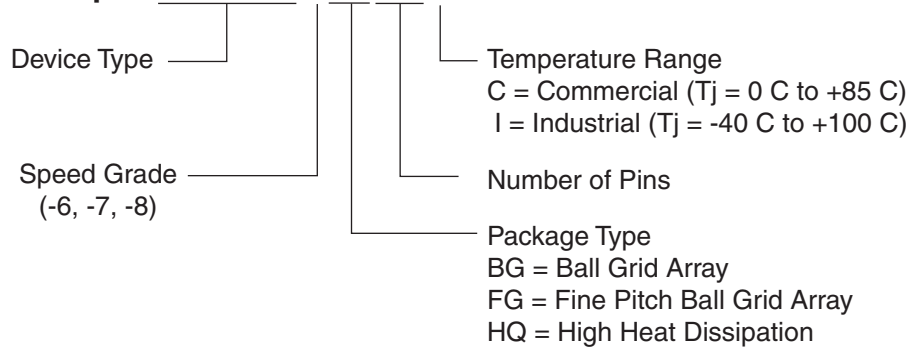 Device Type
Temperature Range
C = Commercial (Tj = 0 C to +85 C)
I = Industrial (Tj = -40 C to +100 C)
Speed Grade
(-6, -7, -8)
Number of Pins
Package Type
BG = Ball Grid Array
FG = Fine Pitch Ball Grid Array
HQ = High Heat Dissipation